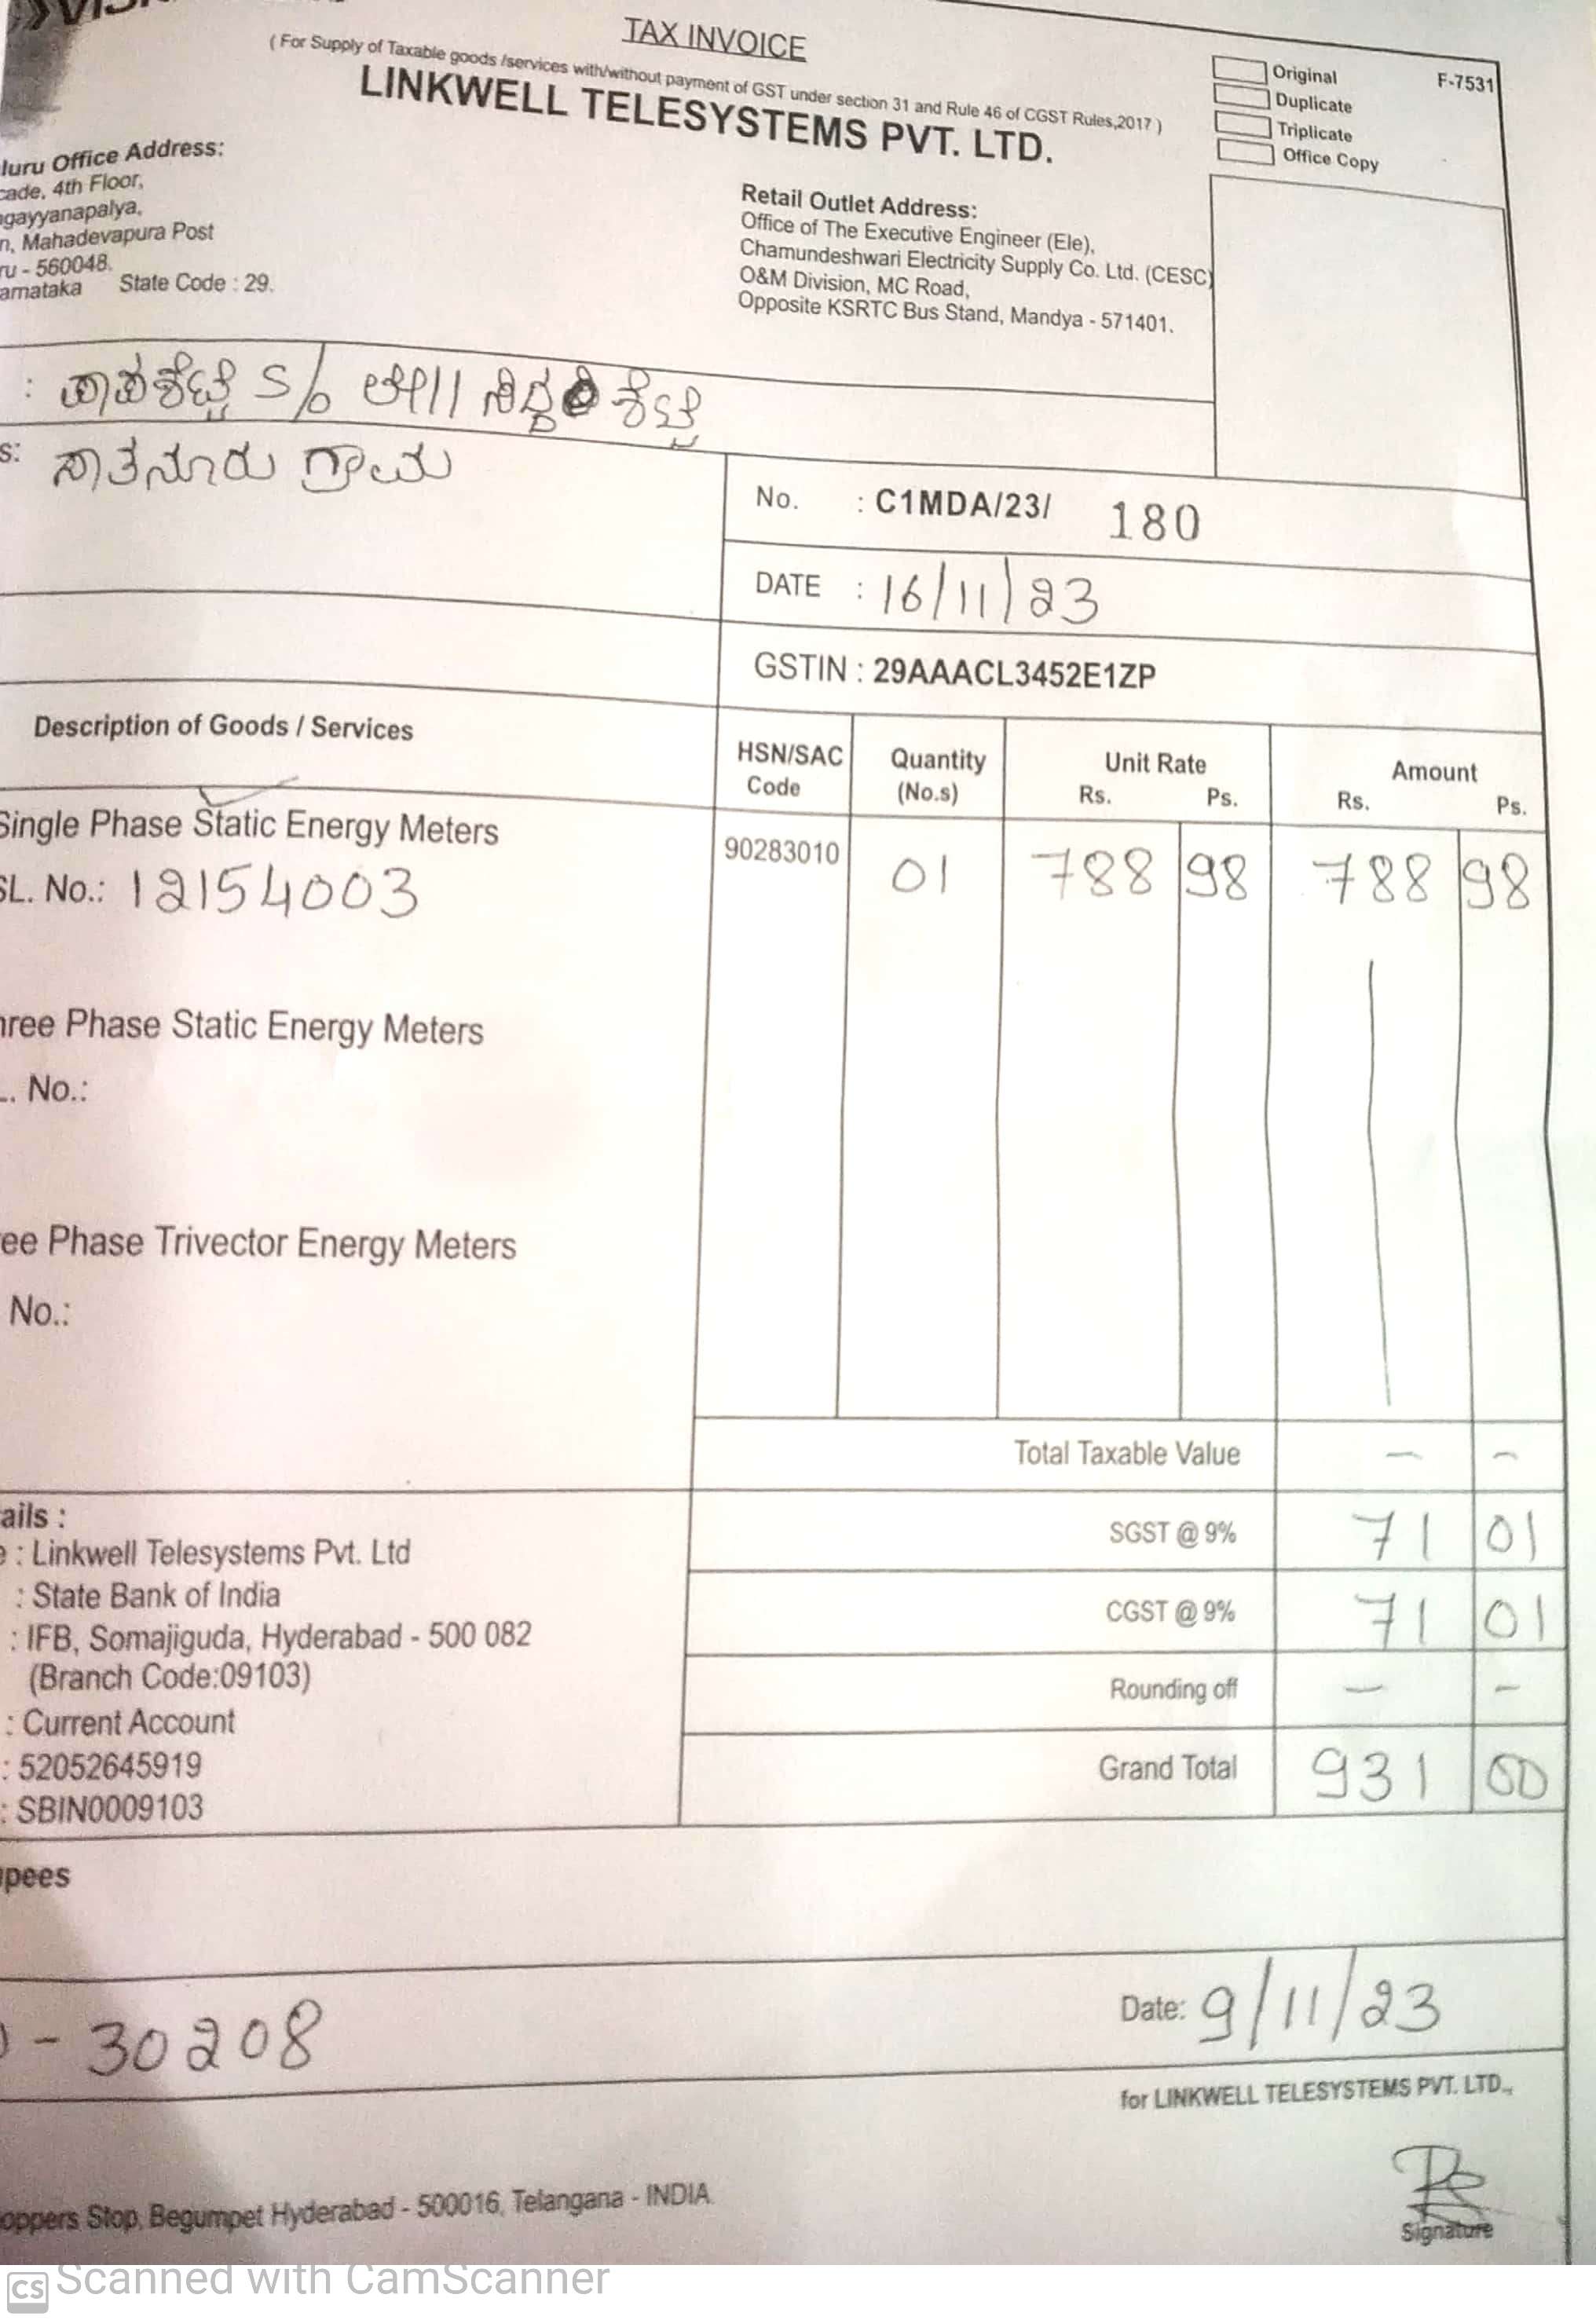 TAX INVOICE
( For Supply of Taxable goods /services with/without payment of GST under section 31 and Rule 46 of CGST Rules,2017 )
LINKWELL TELESYSTEMS PVT. LTD.
Original F-7531
Duplicate
Triplicate
Office Copy
luru Office Address:
cade, 4th Floor,
gayyanapalya,
n, Mahadevapura Post
ru - 560048.
arnataka State Code : 29.
Retail Outlet Address:
Office of The Executive Engineer (Ele),
Chamundeshwari Electricity Supply Co. Ltd. (CESC)
O&M Division, MC Road,
Opposite KSRTC Bus Stand, Mandya - 571401.
: ಪಾಪಶೆಟ್ಟಿ S/o ಲೇ|| ಸಿದ್ದ ಶೆಟ್ಟಿ
s: ಸಾತನೂರು ಗ್ರಾಮ
No. : C1MDA/23/ 180
DATE : 16/11/23
GSTIN : 29AAACL3452E1ZP
Description of Goods / Services HSN/SAC Code Quantity (No.s) Unit Rate Rs. Ps. Amount Rs. Ps.
Single Phase Static Energy Meters 90283010 01 788 98 788 98
SL. No.: 12154003
hree Phase Static Energy Meters
L. No.:
ee Phase Trivector Energy Meters
No.:
Total Taxable Value - -
SGST @ 9% 71 01
CGST @ 9% 71 01
Rounding off - -
Grand Total 931 00
ails :
e : Linkwell Telesystems Pvt. Ltd
: State Bank of India
: IFB, Somajiguda, Hyderabad - 500 082
(Branch Code:09103)
: Current Account
: 52052645919
: SBIN0009103
upees
- 30208 Date: 9/11/23
for LINKWELL TELESYSTEMS PVT. LTD.,
Signature
oppers Stop, Begumpet Hyderabad - 500016, Telangana - INDIA
CS Scanned with CamScanner